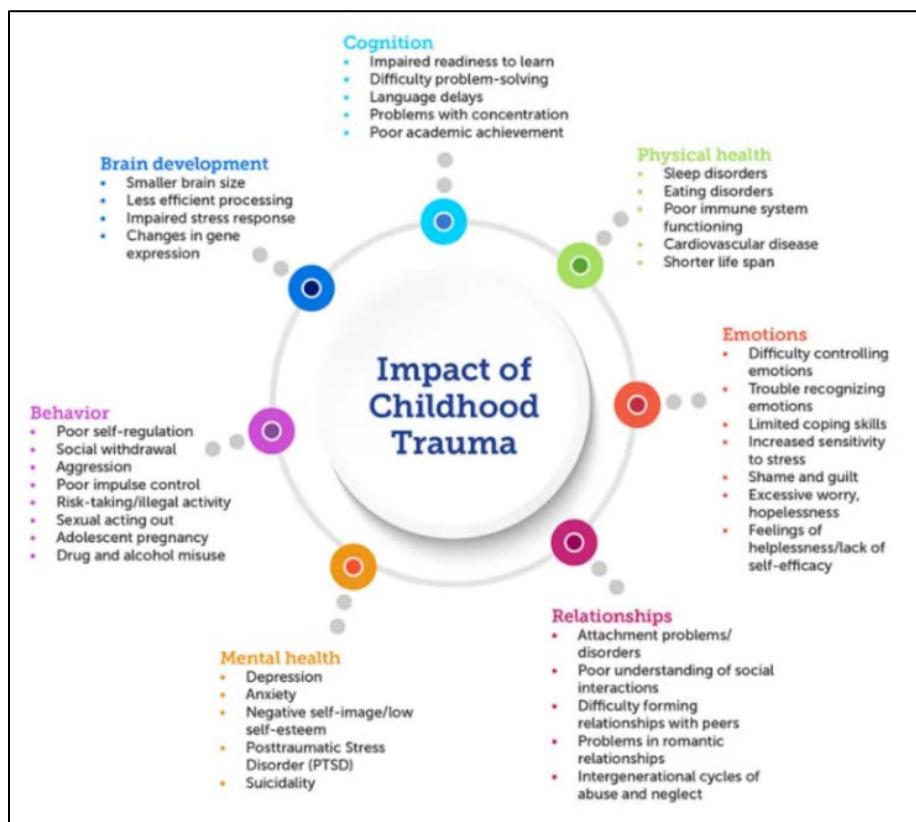 Cognition
Impaired readiness to learn
Difficulty problem-solving
Language delays
Problems with concentration
Poor academic achievement
Physical health
Sleep disorders
Eating disorders
Poor immune system
functioning
Cardiovascular disease
Shorter life span
Emotions
Difficulty controlling
emotions
Trouble recognizing
emotions
Limited coping skills
Increased sensitivity
to stress
Shame and guilt
Excessive worry,
hopelessness
Feelings of
helplessness/lack of
self-efficacy
Relationships
Attachment problems/
disorders
Poor understanding of social
interactions
Difficulty forming
relationships with peers
Problems in romantic
relationships
Intergenerational cycles of
abuse and neglect
Mental health
Depression
Anxiety
Negative self-image/low
self-esteem
Posttraumatic Stress
Disorder (PTSD)
Suicidality
Behavior
Poor self-regulation
Social withdrawal
Aggression
Poor impulse control
Risk-taking/illegal activity
Sexual acting out
Adolescent pregnancy
Drug and alcohol misuse
Brain development
Smaller brain size
Less efficient processing
Impaired stress response
Changes in gene
expression
Impact of
Childhood
Trauma